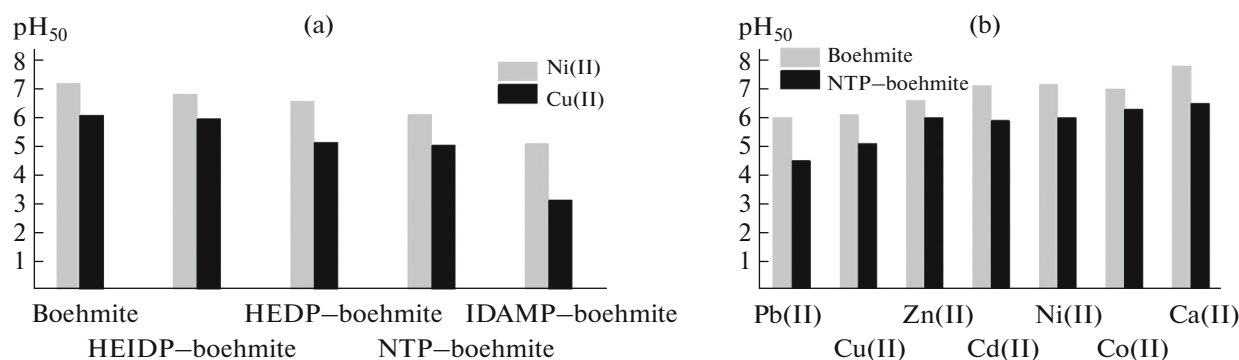 pH50
(a)
8
7
6
5
4
3
2
1
Ni(II)
Cu(II)
Boehmite
HEIDP–boehmite
HEDP–boehmite
NTP–boehmite
IDAMP–boehmite
pH50
(b)
8
7
6
5
4
3
2
1
Boehmite
NTP–boehmite
Pb(II)
Cu(II)
Zn(II)
Cd(II)
Ni(II)
Co(II)
Ca(II)